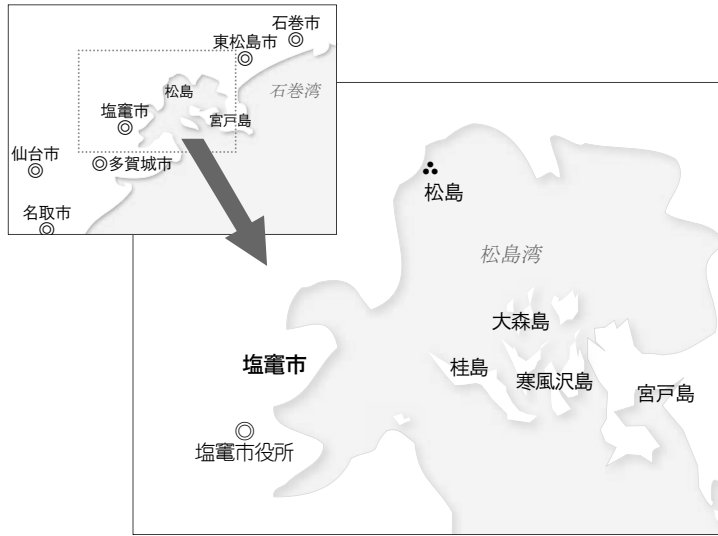 石巻市
東松島市
石巻湾
松島
塩竈市
宮戸島
仙台市
多賀城市
名取市
松島
松島湾
大森島
塩竈市
桂島
寒風沢島
宮戸島
塩竈市役所